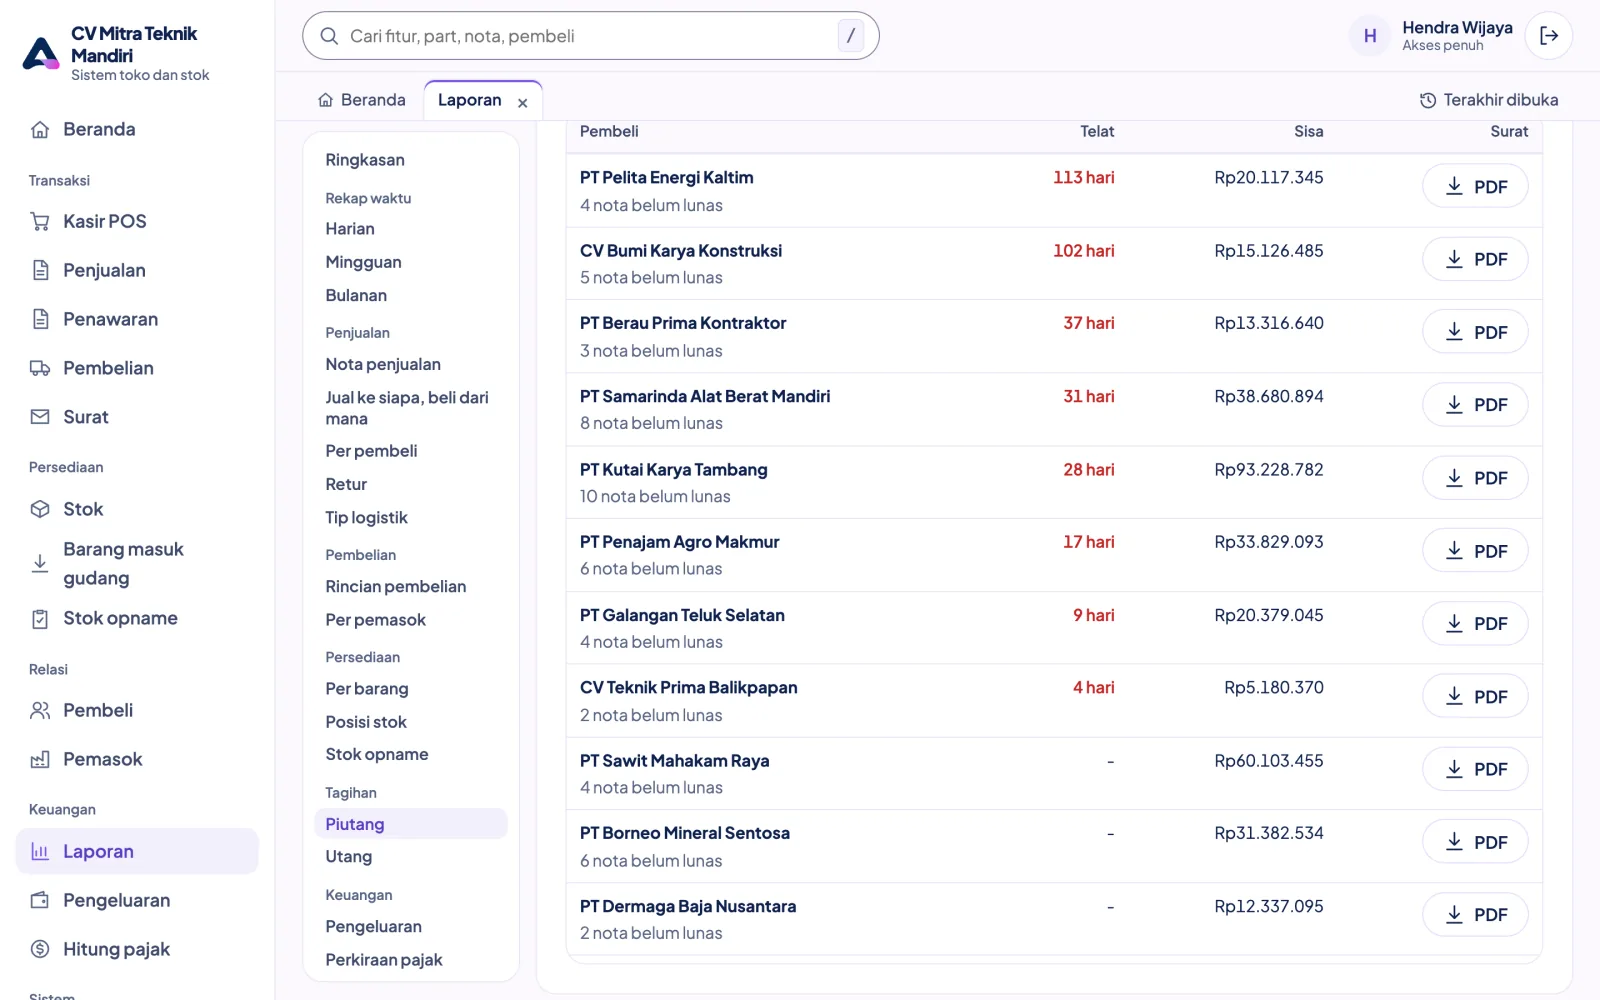 CV Mitra Teknik
Mandiri
Sistem toko dan stok
Beranda
Transaksi
Kasir POS
Penjualan
Penawaran
Pembelian
Surat
Persediaan
Stok
Barang masuk
gudang
Stok opname
Relasi
Pembeli
Pemasok
Keuangan
Laporan
Pengeluaran
Hitung pajak
Sistem
Cari fitur, part, nota, pembeli
/
H
Hendra Wijaya
Akses penuh
Beranda
Laporan
Terakhir dibuka
Ringkasan
Rekap waktu
Harian
Mingguan
Bulanan
Penjualan
Nota penjualan
Jual ke siapa, beli dari
mana
Per pembeli
Retur
Tip logistik
Pembelian
Rincian pembelian
Per pemasok
Persediaan
Per barang
Posisi stok
Stok opname
Tagihan
Piutang
Utang
Keuangan
Pengeluaran
Perkiraan pajak
Pembeli Telat Sisa Surat
PT Pelita Energi Kaltim 113 hari Rp20.117.345 PDF
4 nota belum lunas
CV Bumi Karya Konstruksi 102 hari Rp15.126.485 PDF
5 nota belum lunas
PT Berau Prima Kontraktor 37 hari Rp13.316.640 PDF
3 nota belum lunas
PT Samarinda Alat Berat Mandiri 31 hari Rp38.680.894 PDF
8 nota belum lunas
PT Kutai Karya Tambang 28 hari Rp93.228.782 PDF
10 nota belum lunas
PT Penajam Agro Makmur 17 hari Rp33.829.093 PDF
6 nota belum lunas
PT Galangan Teluk Selatan 9 hari Rp20.379.045 PDF
4 nota belum lunas
CV Teknik Prima Balikpapan 4 hari Rp5.180.370 PDF
2 nota belum lunas
PT Sawit Mahakam Raya - Rp60.103.455 PDF
4 nota belum lunas
PT Borneo Mineral Sentosa - Rp31.382.534 PDF
6 nota belum lunas
PT Dermaga Baja Nusantara - Rp12.337.095 PDF
2 nota belum lunas